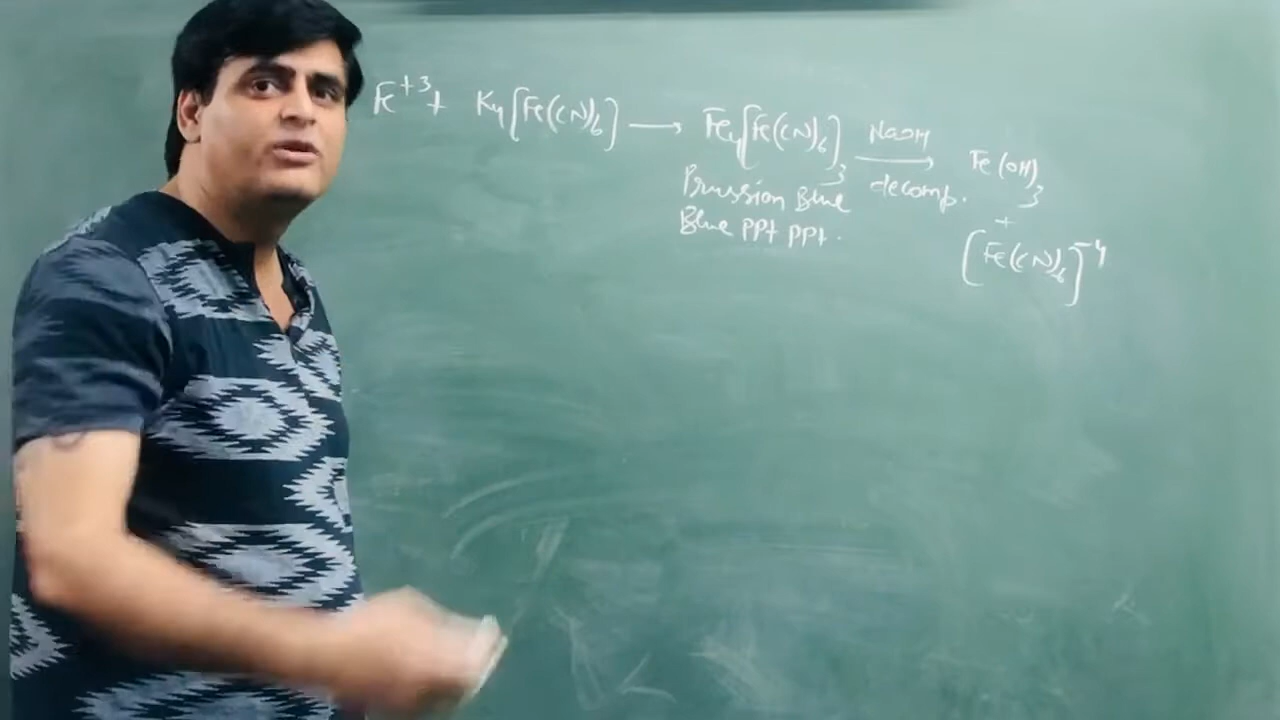 Fe+3 + K4[Fe(CN)6] → Fe4[Fe(CN)6]3 NaOH → decomp. Fe(OH)3
Prussion Blue
Blue ppt ppt.
+
[Fe(CN)6]-4